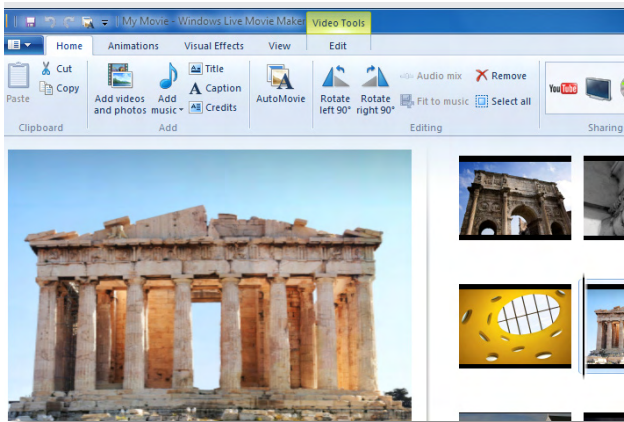 My Movie - Windows Live Movie Maker
Video Tools
Home
Animations
Visual Effects
View
Edit
Paste
Cut
Copy
Clipboard
Add videos
and photos
Add
music
Title
Caption
Credits
Add
AutoMovie
Rotate
left 90°
Rotate
right 90°
Audio mix
Fit to music
Remove
Select all
Editing
You Tube
Sharing